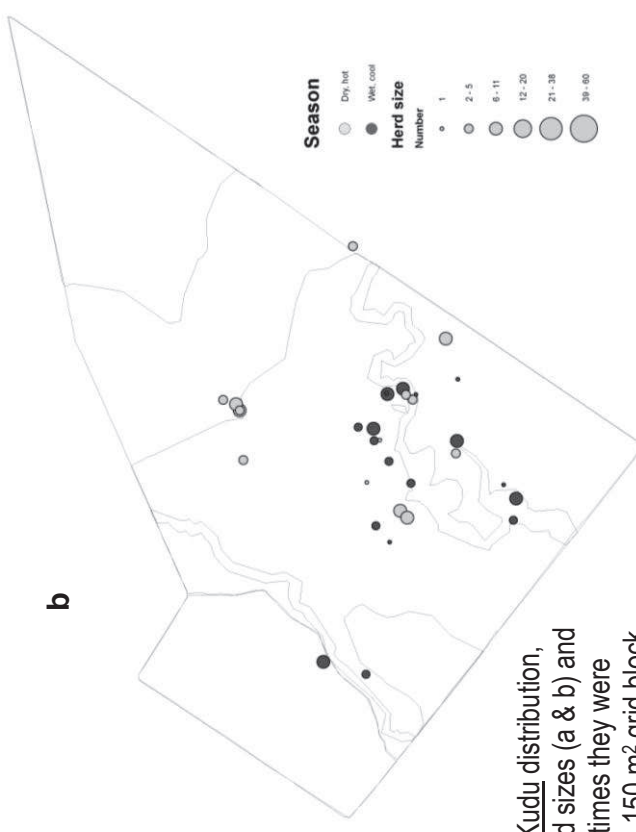 b
Season
Dry, hot
Wet, cool
Herd size
Number
1
2 - 5
6 - 11
12 - 20
21 - 38
39 - 60
Kudu distribution,
d sizes (a & b) and
times they were
150 m² grid block